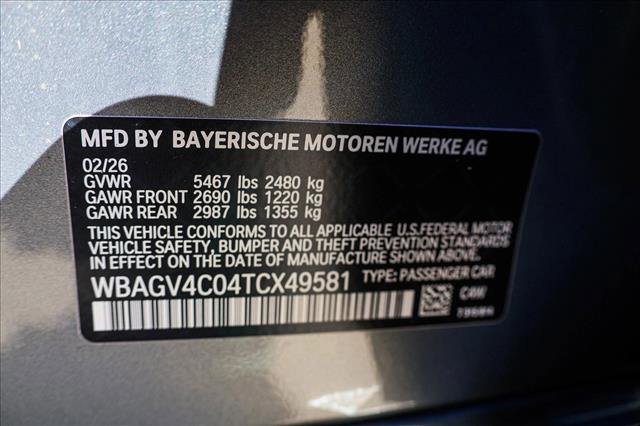 MFD BY BAYERISCHE MOTOREN WERKE AG
02/26
GVWR 5467 lbs 2480 kg
GAWR FRONT 2690 lbs 1220 kg
GAWR REAR 2987 lbs 1355 kg
THIS VEHICLE CONFORMS TO ALL APPLICABLE U.S.FEDERAL MOTOR
VEHICLE SAFETY, BUMPER AND THEFT PREVENTION STANDARDS
IN EFFECT ON THE DATE OF MANUFACTURE SHOWN ABOVE.
WBAGV4C04TCX49581 TYPE: PASSENGER CAR
C4W